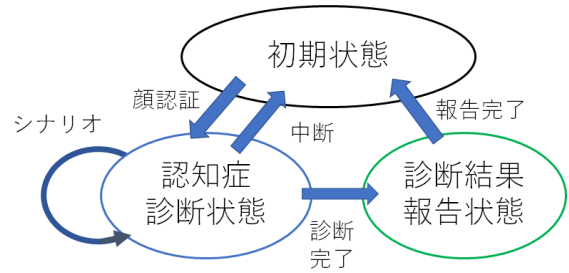 初期状態
顔認証
報告完了
シナリオ
中断
認知症
診断状態
診断結果
報告状態
診断
完了